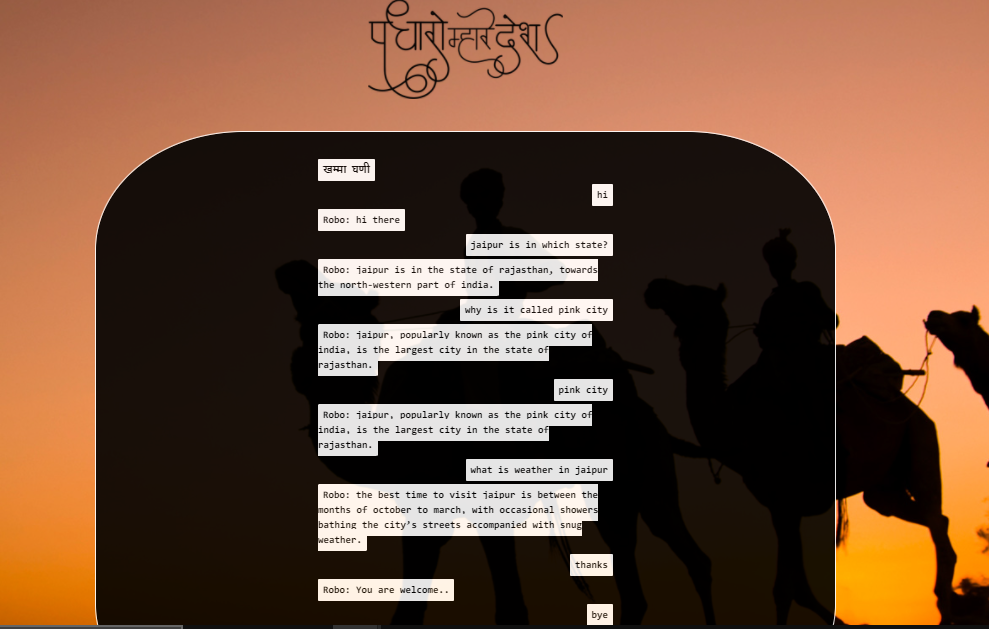 पधारो म्हारे देश
खम्मा घणी
hi
Robo: hi there
jaipur is in which state?
Robo: jaipur is in the state of rajasthan, towards
the north-western part of india.
why is it called pink city
Robo: jaipur, popularly known as the pink city of
india, is the largest city in the state of
rajasthan.
pink city
Robo: jaipur, popularly known as the pink city of
india, is the largest city in the state of
rajasthan.
what is weather in jaipur
Robo: the best time to visit jaipur is between the
months of october to march, with occasional showers
bathing the city’s streets accompanied with snug
weather.
thanks
Robo: You are welcome..
bye